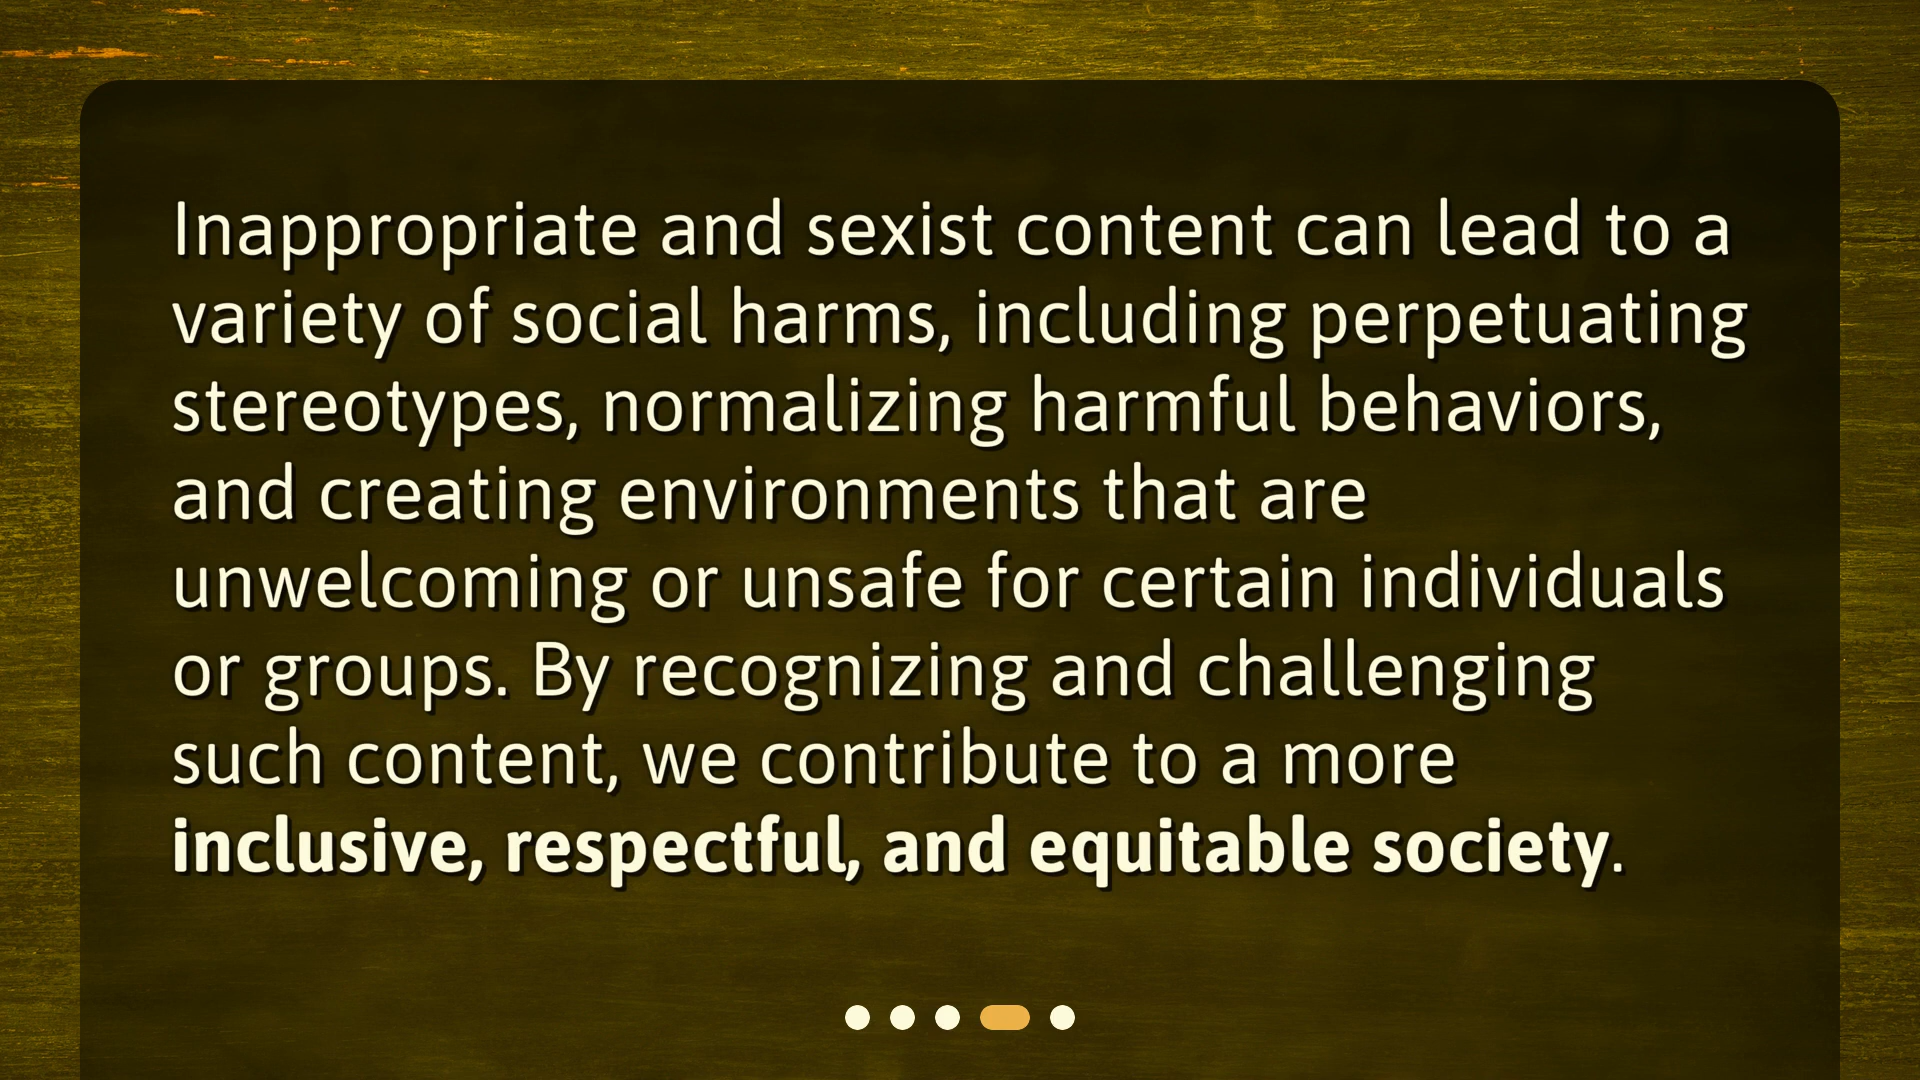 Inappropriate and sexist content can lead to a
variety of social harms, including perpetuating
stereotypes, normalizing harmful behaviors,
and creating environments that are
unwelcoming or unsafe for certain individuals
or groups. By recognizing and challenging
such content, we contribute to a more
inclusive, respectful, and equitable society.